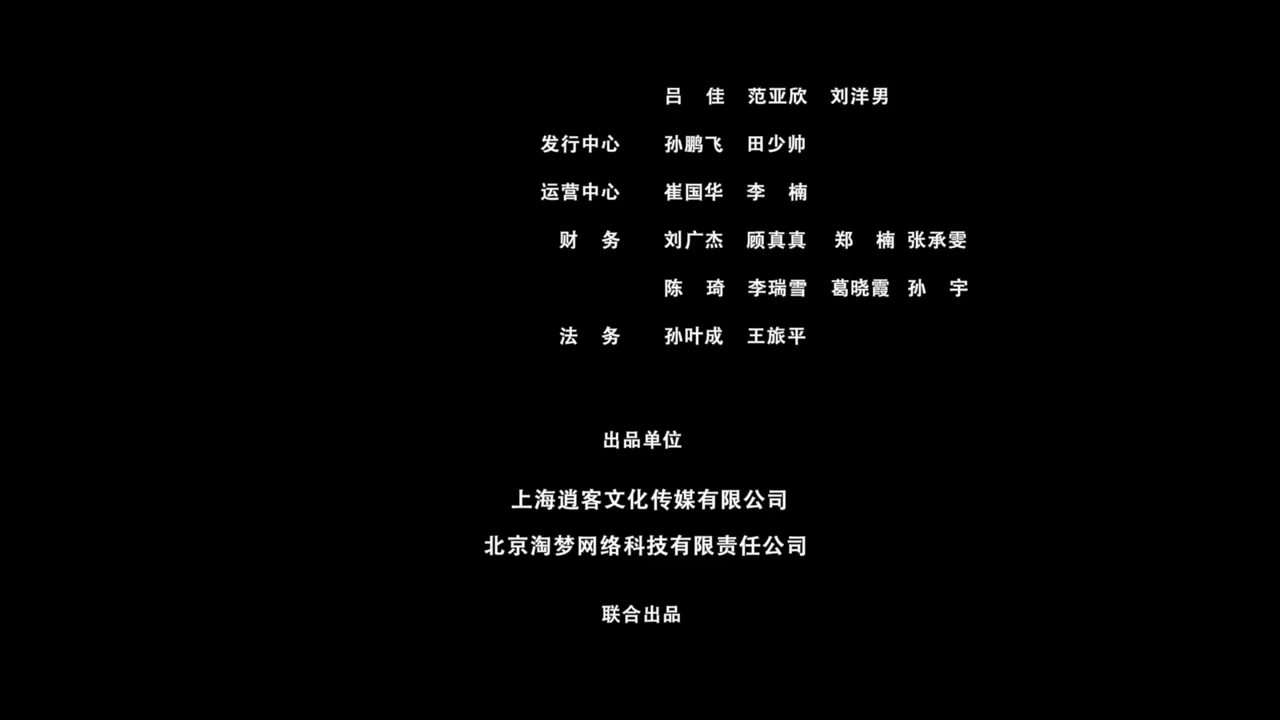 吕 佳 范亚欣 刘洋男
发行中心 孙鹏飞 田少帅
运营中心 崔国华 李 楠
财 务 刘广杰 顾真真 郑 楠 张承雯
陈 琦 李瑞雪 葛晓霞 孙 宇
法 务 孙叶成 王旅平
出品单位
上海逍客文化传媒有限公司
北京淘梦网络科技有限责任公司
联合出品